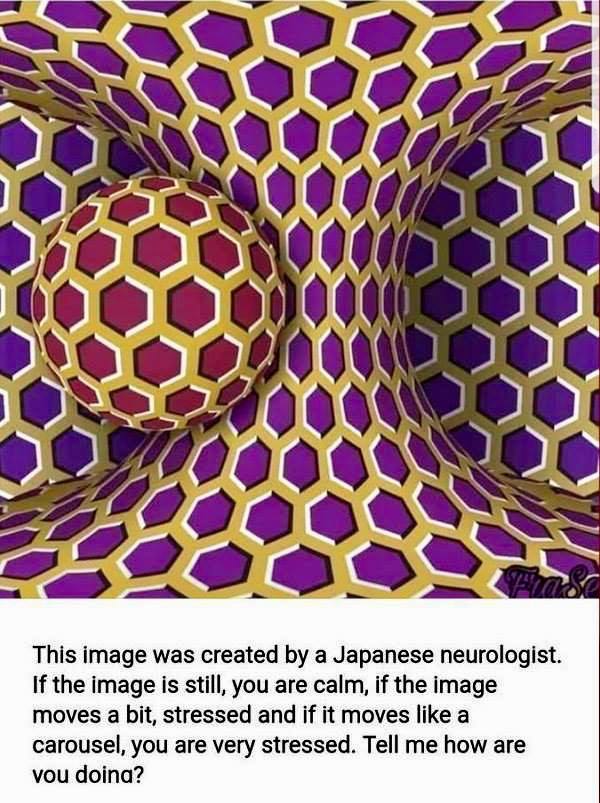 This image was created by a Japanese neurologist.
If the image is still, you are calm, if the image
moves a bit, stressed and if it moves like a
carousel, you are very stressed. Tell me how are
you doing?